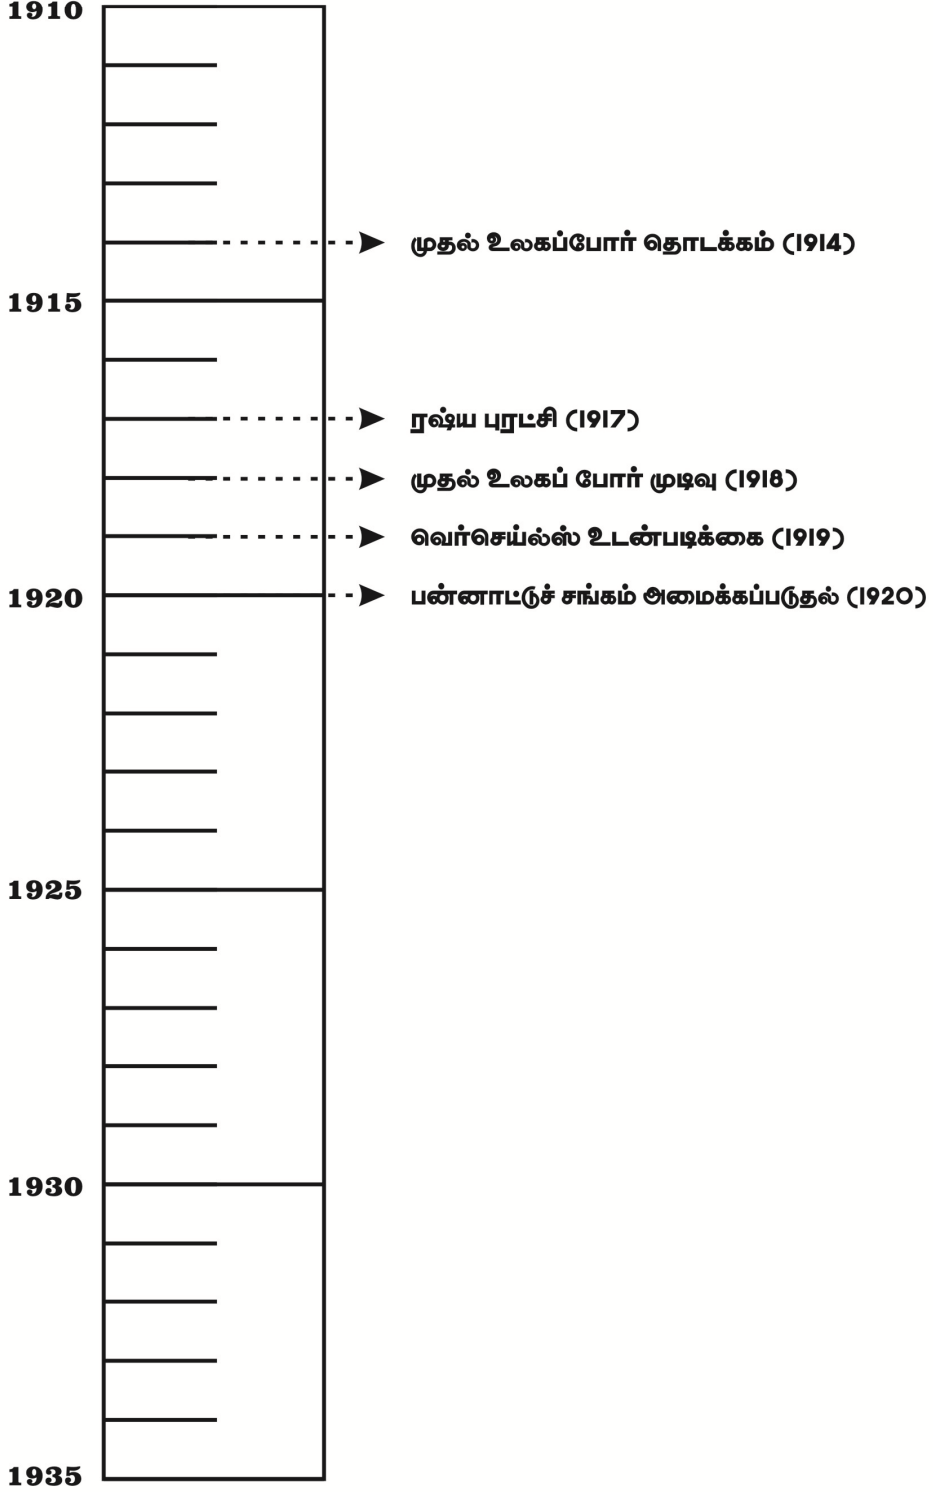 1910
முதல் உலகப்போர் தொடக்கம் (1914)
1915
ரஷ்ய புரட்சி (1917)
முதல் உலகப் போர் முடிவு (1918)
வெர்செய்ல்ஸ் உடன்படிக்கை (1919)
1920
பன்னாட்டுச் சங்கம் அமைக்கப்படுதல் (1920)
1925
1930
1935